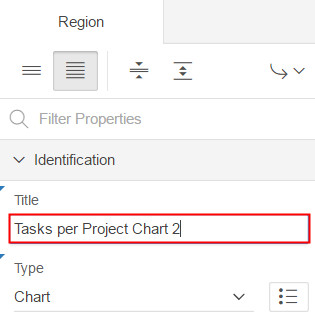 Region
Filter Properties
Identification
Title
Tasks per Project Chart 2
Type
Chart